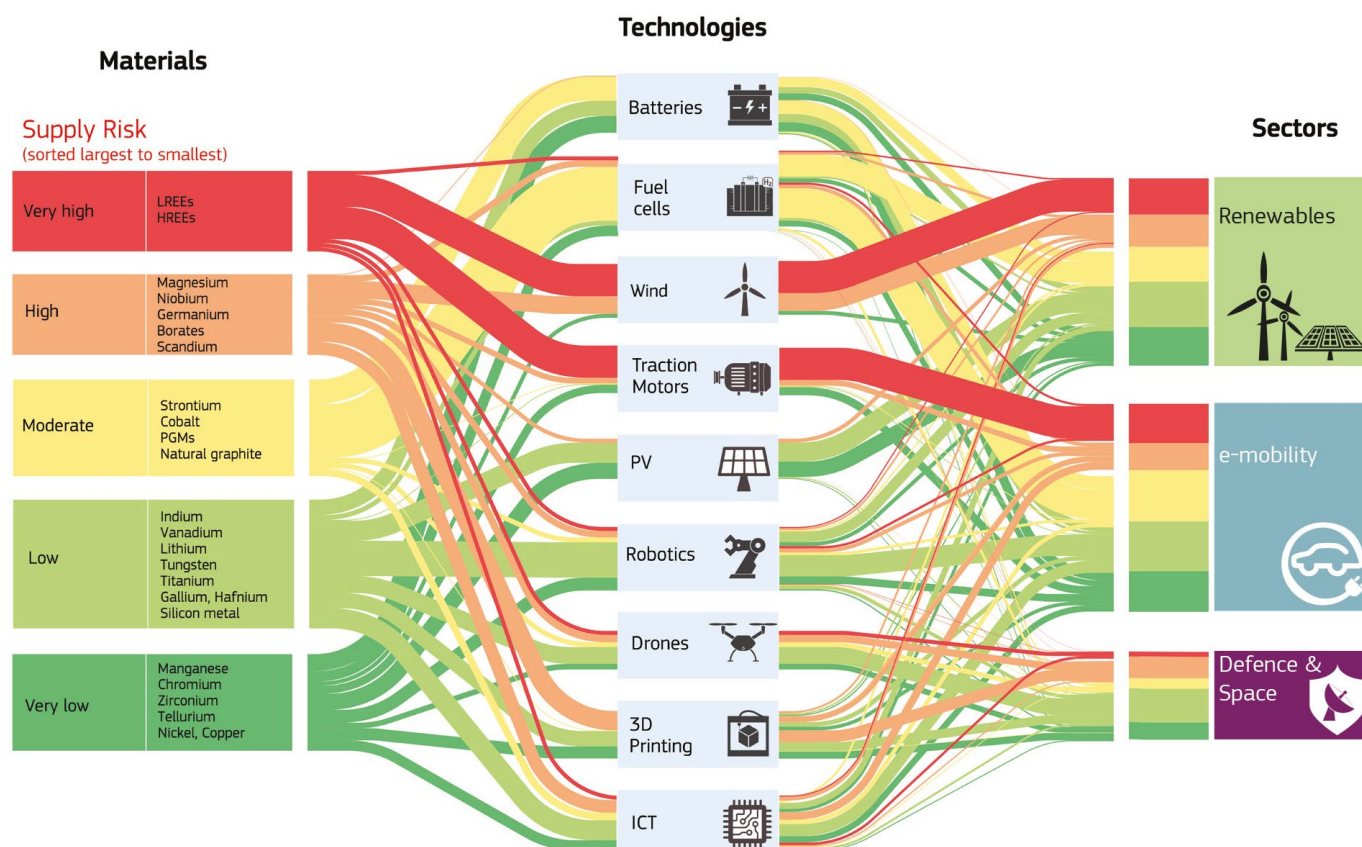 Technologies
Materials
Supply Risk
(sorted largest to smallest)
Very high
LREEs
HREEs
High
Magnesium
Niobium
Germanium
Borates
Scandium
Moderate
Strontium
Cobalt
PGMs
Natural graphite
Low
Indium
Vanadium
Lithium
Tungsten
Titanium
Gallium, Hafnium
Silicon metal
Very low
Manganese
Chromium
Zirconium
Tellurium
Nickel, Copper
Batteries
Fuel
cells
H2
Wind
Traction
Motors
PV
Robotics
Drones
3D
Printing
ICT
Sectors
Renewables
e-mobility
Defence &
Space